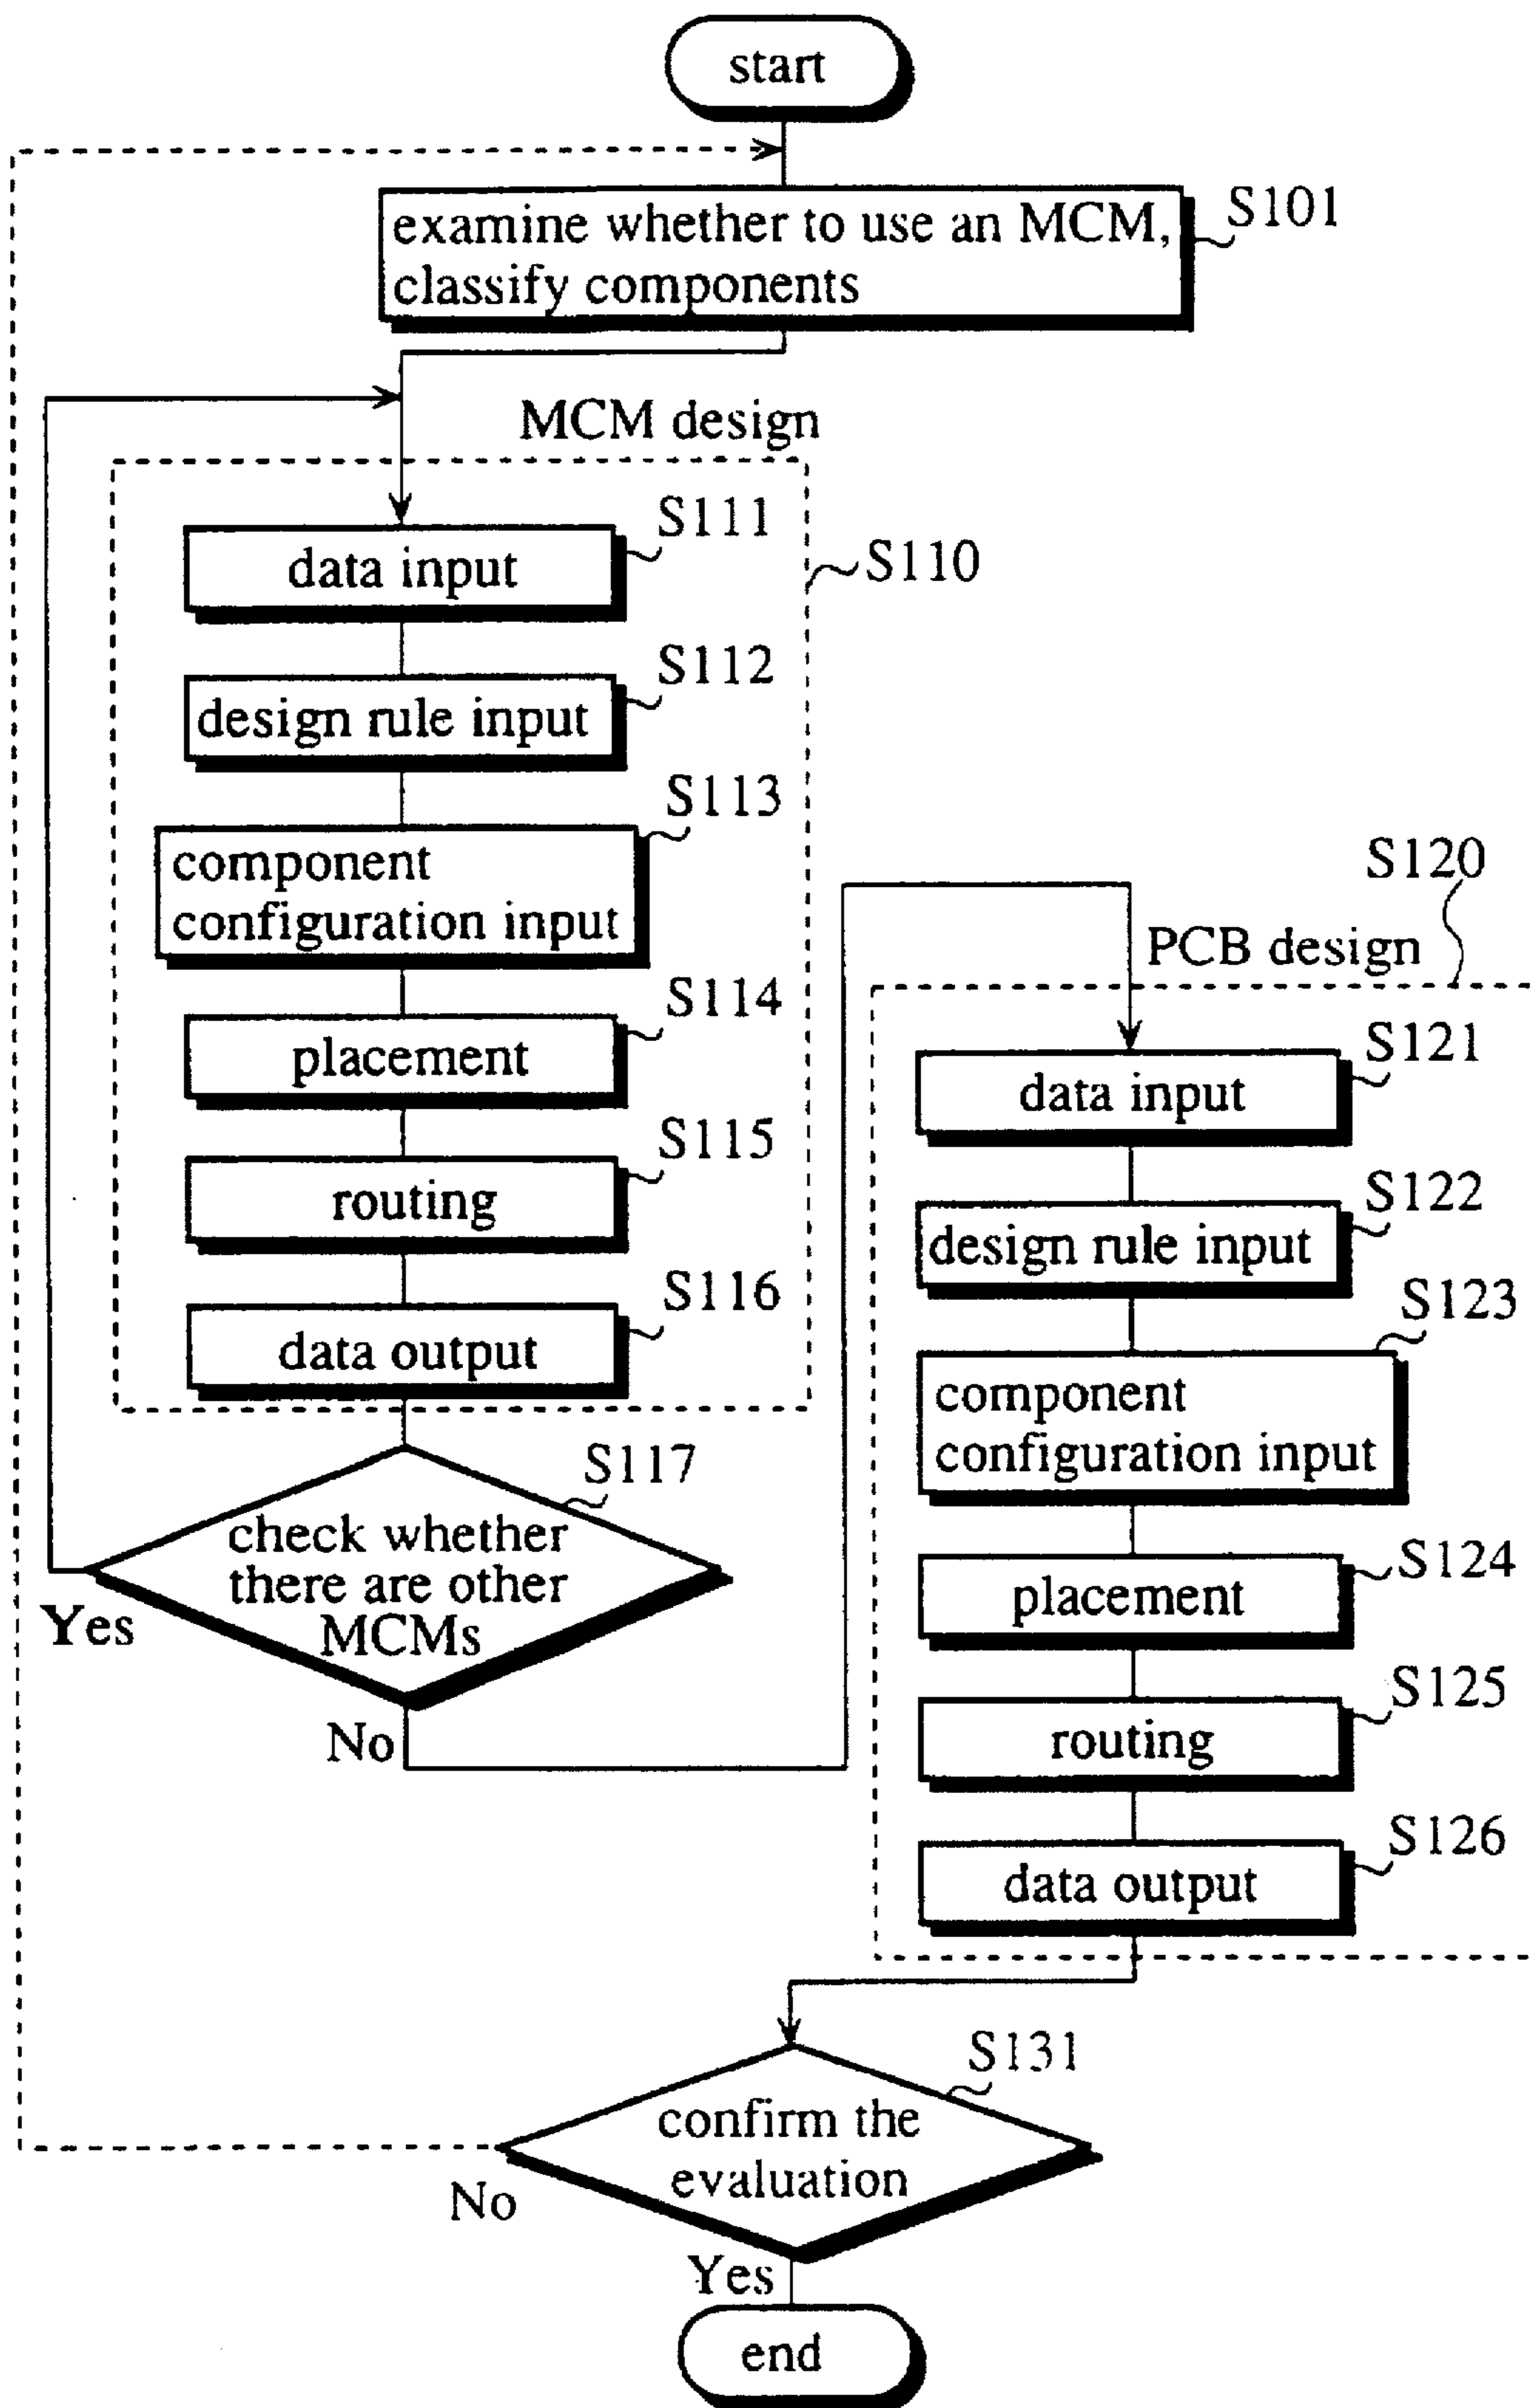 start
examine whether to use an MCM,
classify components
S101
MCM design
S110
S111
data input
S112
design rule input
S113
component
configuration input
S114
placement
S115
routing
S116
data output
S117
check whether
there are other
MCMs
Yes
No
S120
PCB design
S121
data input
S122
design rule input
S123
component
configuration input
S124
placement
S125
routing
S126
data output
S131
confirm the
evaluation
No
Yes
end